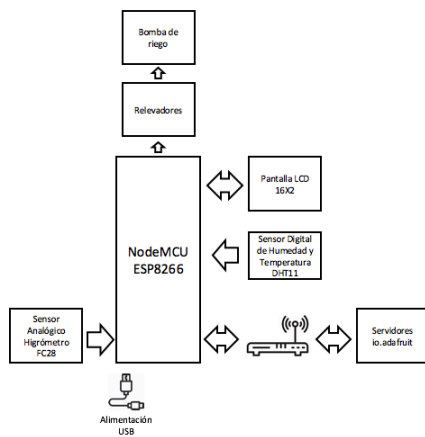 Bomba de
riego
Relevadores
Pantalla LCD
16X2
NodeMCU
ESP8266
Sensor Digital
de Humedad y
Temperatura
DHT11
Sensor
Analógico
Higrómetro
FC28
Servidores
io.adafruit
Alimentación
USB